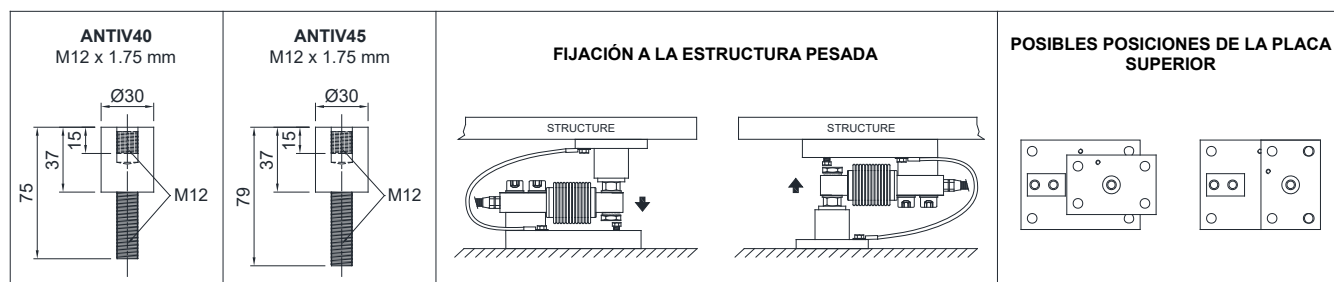 ANTIV40
M12 x 1.75 mm
Ø30
15
37
75
M12
ANTIV45
M12 x 1.75 mm
Ø30
15
37
79
M12
FIJACIÓN A LA ESTRUCTURA PESADA
STRUCTURE
STRUCTURE
POSIBLES POSICIONES DE LA PLACA
SUPERIOR